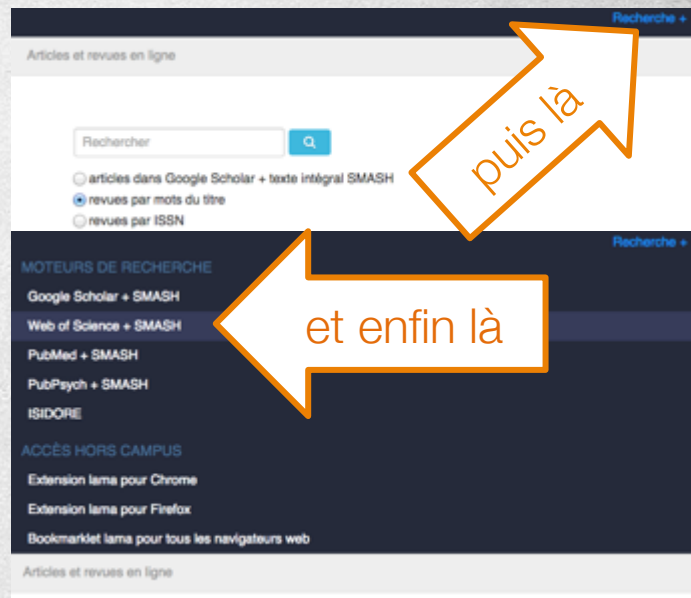 Recherche +
Articles et revues en ligne
puis là
Rechercher
articles dans Google Scholar + texte intégral SMASH
revues par mots du titre
revues par ISSN
Recherche +
MOTEURS DE RECHERCHE
Google Scholar + SMASH
Web of Science + SMASH
et enfin là
PubMed + SMASH
PubPsych + SMASH
ISIDORE
ACCÈS HORS CAMPUS
Extension lama pour Chrome
Extension lama pour Firefox
Bookmarklet lama pour tous les navigateurs web
Articles et revues en ligne